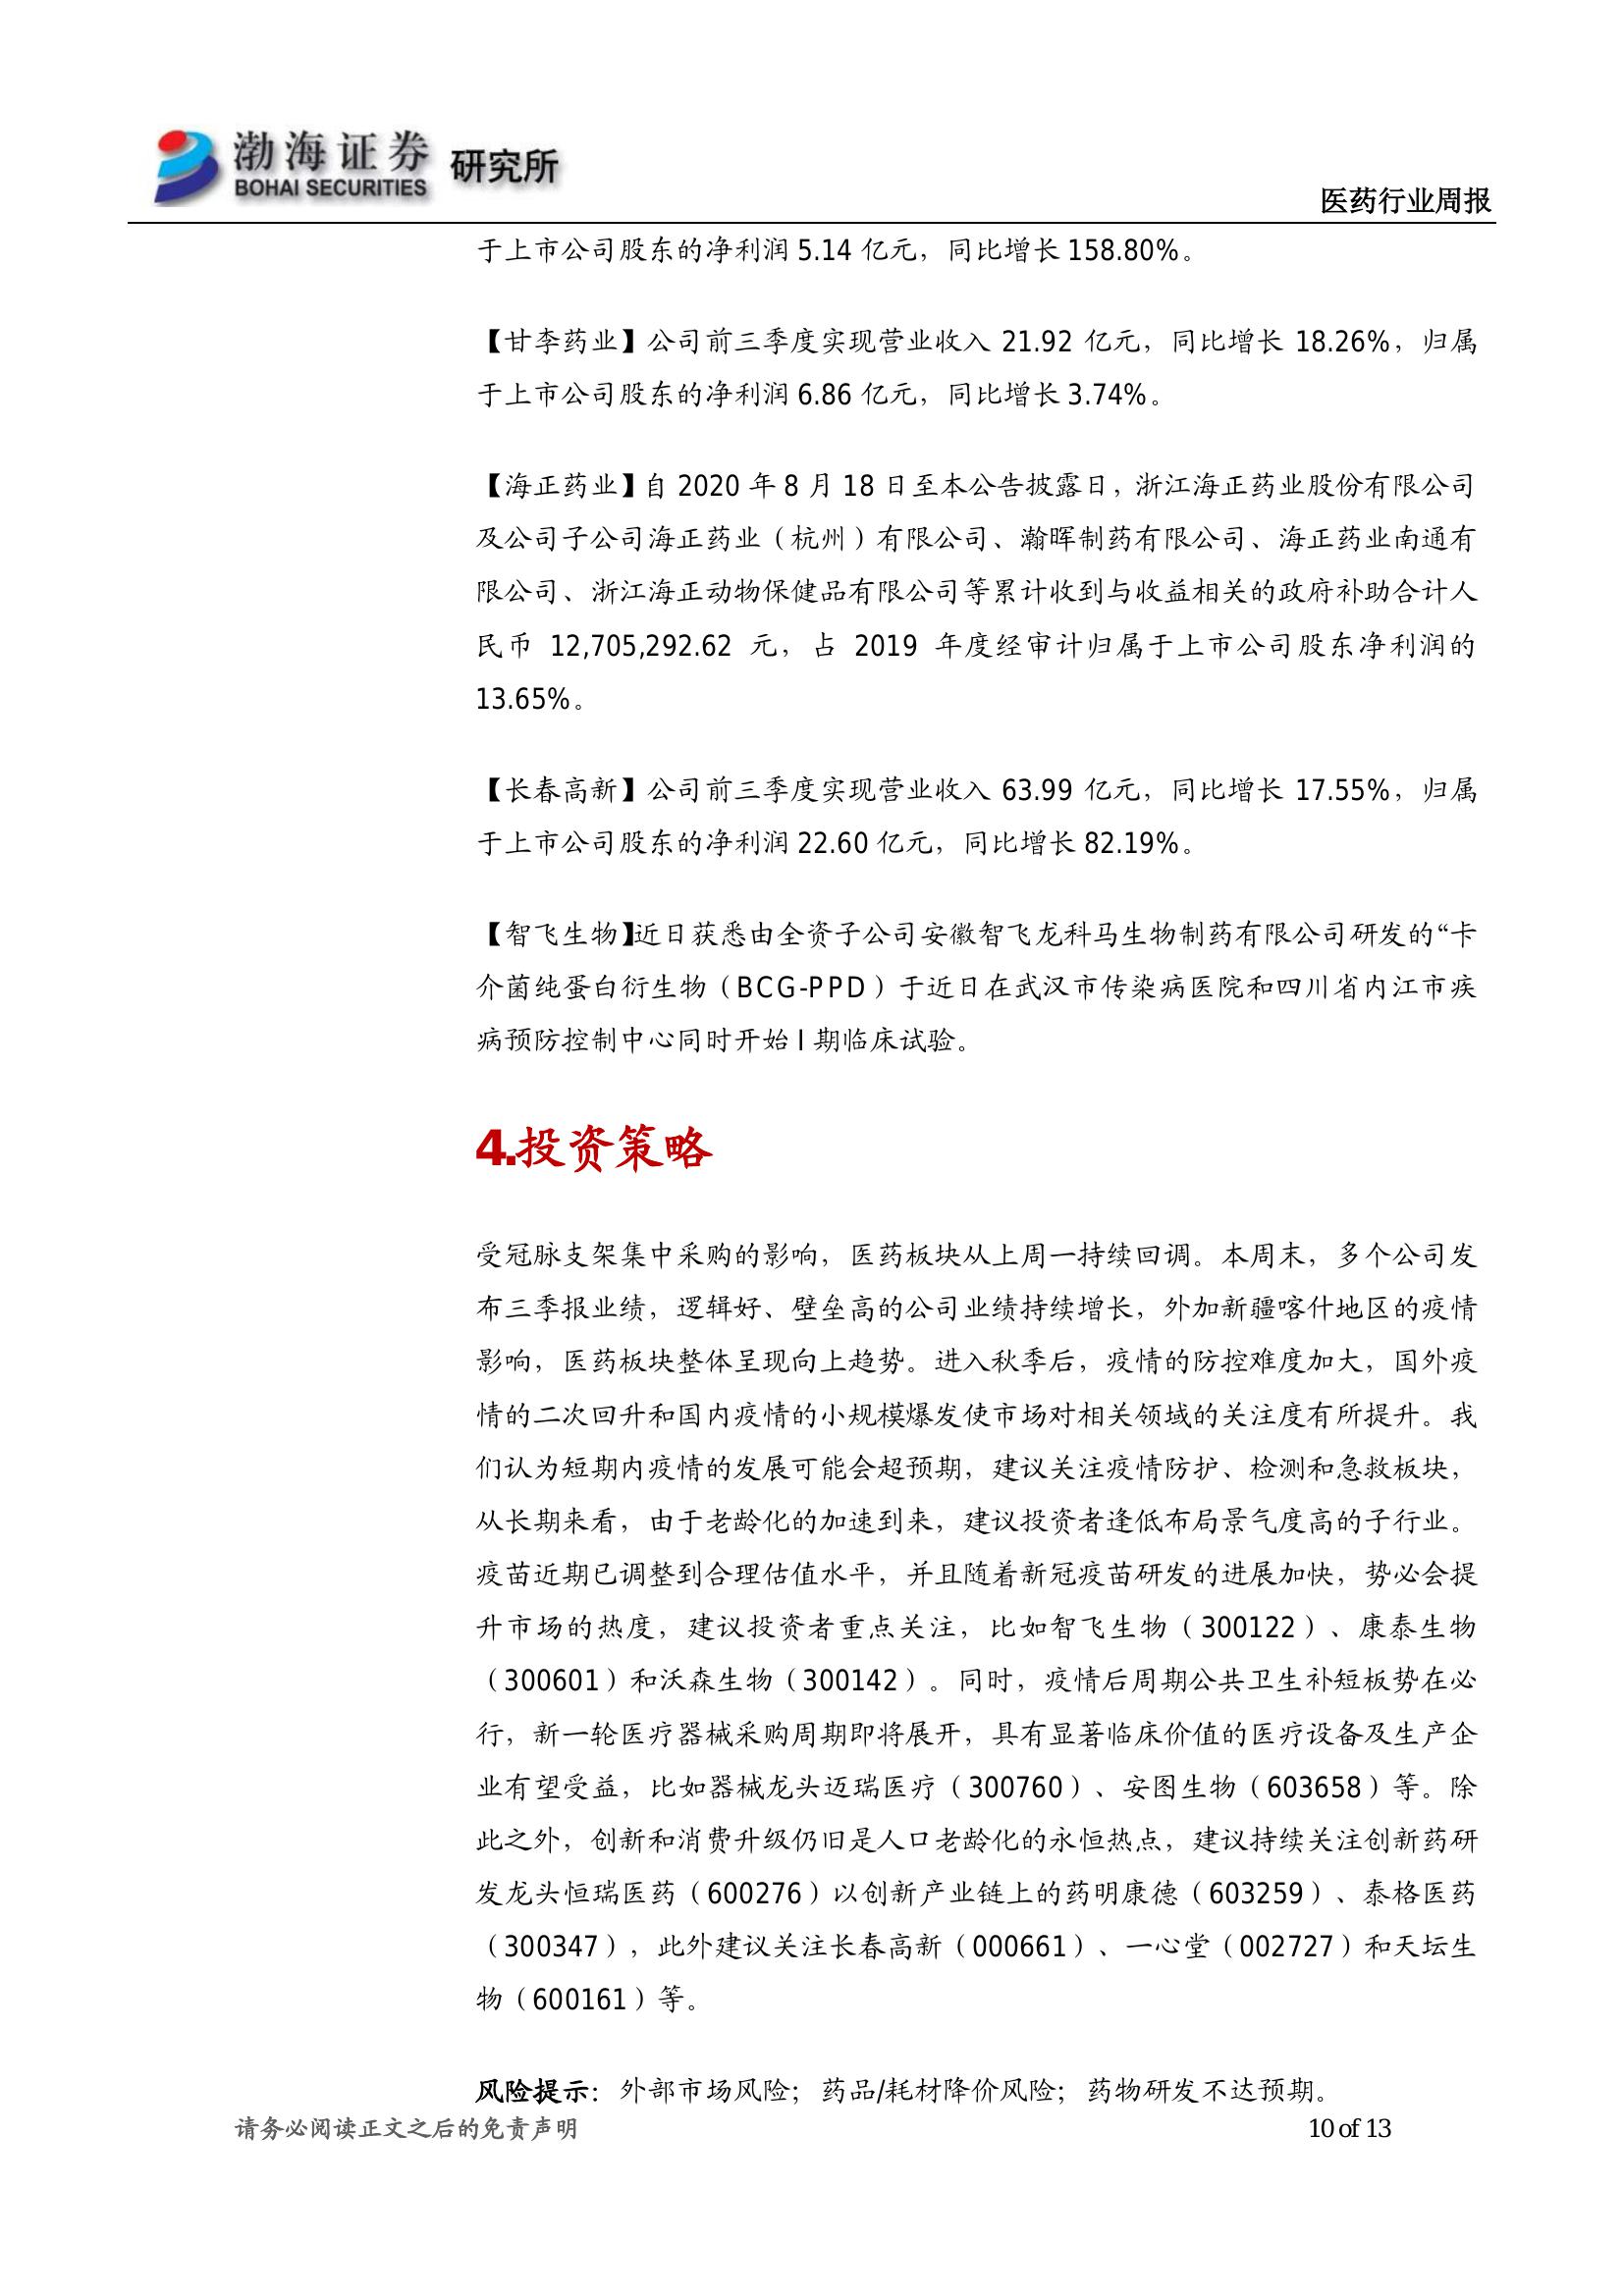 渤海证券 研究所
BOHAI SECURITIES
医药行业周报
于上市公司股东的净利润 5.14 亿元，同比增长 158.80%。
【甘李药业】公司前三季度实现营业收入 21.92 亿元，同比增长 18.26%，归属
于上市公司股东的净利润 6.86 亿元，同比增长 3.74%。
【海正药业】自 2020 年 8 月 18 日至本公告披露日，浙江海正药业股份有限公司
及公司子公司海正药业（杭州）有限公司、瀚晖制药有限公司、海正药业南通有
限公司、浙江海正动物保健品有限公司等累计收到与收益相关的政府补助合计人
民币 12,705,292.62 元，占 2019 年度经审计归属于上市公司股东净利润的
13.65%。
【长春高新】公司前三季度实现营业收入 63.99 亿元，同比增长 17.55%，归属
于上市公司股东的净利润 22.60 亿元，同比增长 82.19%。
【智飞生物】近日获悉由全资子公司安徽智飞龙科马生物制药有限公司研发的“卡
介菌纯蛋白衍生物（BCG-PPD）于近日在武汉市传染病医院和四川省内江市疾
病预防控制中心同时开始 I 期临床试验。
4.投资策略
受冠脉支架集中采购的影响，医药板块从上周一持续回调。本周末，多个公司发
布三季报业绩，逻辑好、壁垒高的公司业绩持续增长，外加新疆喀什地区的疫情
影响，医药板块整体呈现向上趋势。进入秋季后，疫情的防控难度加大，国外疫
情的二次回升和国内疫情的小规模爆发使市场对相关领域的关注度有所提升。我
们认为短期内疫情的发展可能会超预期，建议关注疫情防护、检测和急救板块，
从长期来看，由于老龄化的加速到来，建议投资者逢低布局景气度高的子行业。
疫苗近期已调整到合理估值水平，并且随着新冠疫苗研发的进展加快，势必会提
升市场的热度，建议投资者重点关注，比如智飞生物（300122）、康泰生物
（300601）和沃森生物（300142）。同时，疫情后周期公共卫生补短板势在必
行，新一轮医疗器械采购周期即将展开，具有显著临床价值的医疗设备及生产企
业有望受益，比如器械龙头迈瑞医疗（300760）、安图生物（603658）等。除
此之外，创新和消费升级仍旧是人口老龄化的永恒热点，建议持续关注创新药研
发龙头恒瑞医药（600276）以创新产业链上的药明康德（603259）、泰格医药
（300347），此外建议关注长春高新（000661）、一心堂（002727）和天坛生
物（600161）等。
风险提示：外部市场风险；药品/耗材降价风险；药物研发不达预期。
请务必阅读正文之后的免责声明
10 of 13